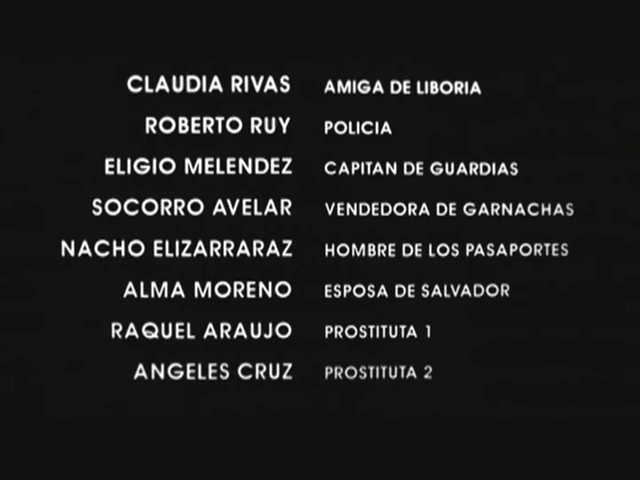 CLAUDIA RIVAS AMIGA DE LIBORIA
ROBERTO RUY POLICIA
ELIGIO MELENDEZ CAPITAN DE GUARDIAS
SOCORRO AVELAR VENDEDORA DE GARNACHAS
NACHO ELIZARRARAZ HOMBRE DE LOS PASAPORTES
ALMA MORENO ESPOSA DE SALVADOR
RAQUEL ARAUJO PROSTITUTA 1
ANGELES CRUZ PROSTITUTA 2